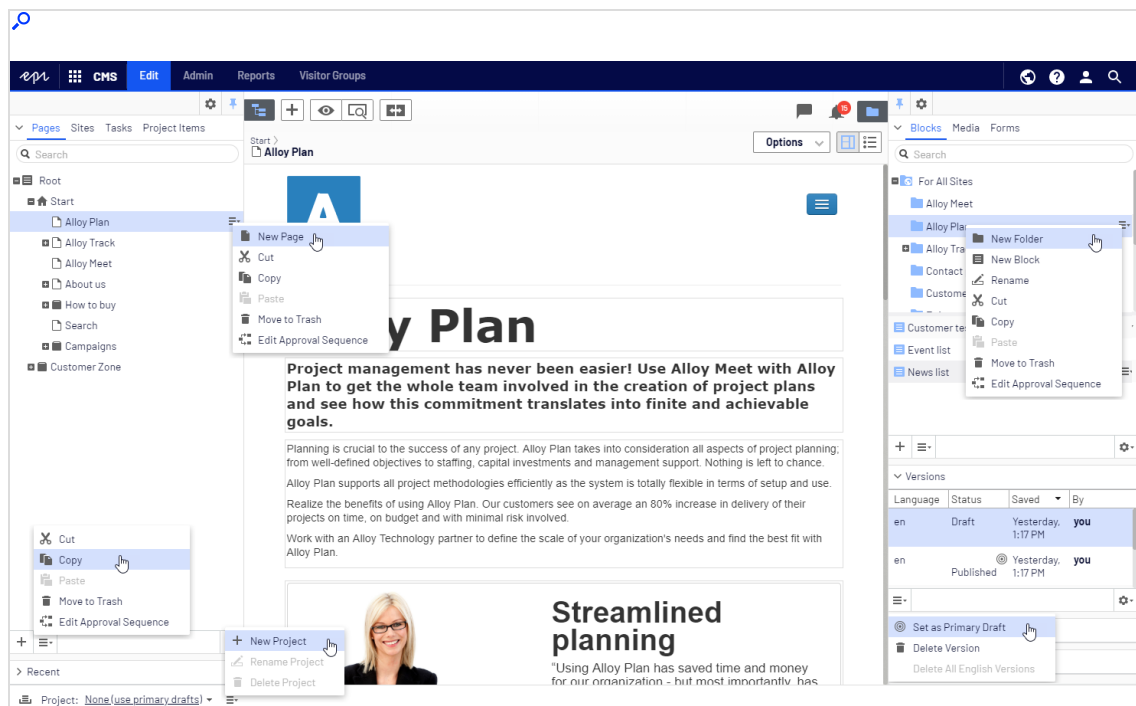 epi CMS Edit Admin Reports Visitor Groups
Pages Sites Tasks Project Items
Search
Root
Start
Alloy Plan
Alloy Track
Alloy Meet
About us
How to buy
Search
Campaigns
Customer Zone
New Page
Cut
Copy
Paste
Move to Trash
Edit Approval Sequence
Cut
Copy
Paste
Move to Trash
Edit Approval Sequence
Recent
Project: None (use primary drafts)
New Project
Rename Project
Delete Project
15
Start
Alloy Plan
Options
A
y Plan
Project management has never been easier! Use Alloy Meet with Alloy
Plan to get the whole team involved in the creation of project plans
and see how this commitment translates into finite and achievable
goals.
Planning is crucial to the success of any project. Alloy Plan takes into consideration all aspects of project planning;
from well-defined objectives to staffing, capital investments and management support. Nothing is left to chance.
Alloy Plan supports all project methodologies efficiently as the system is totally flexible in terms of setup and use.
Realize the benefits of using Alloy Plan. Our customers see on average an 80% increase in delivery of their
projects on time, on budget and with minimal risk involved.
Work with an Alloy Technology partner to define the scale of your organization's needs and find the best fit with
Alloy Plan.
Streamlined
planning
"Using Alloy Plan has saved time and money
for our organization - but most importantly, has
Blocks Media Forms
Search
For All Sites
Alloy Meet
Alloy Pla
Alloy Tra
Contact
Custome
Customer te
Event list
News list
New Folder
New Block
Rename
Cut
Copy
Paste
Move to Trash
Edit Approval Sequence
Versions
Language Status Saved By
en Draft Yesterday, you
1:17 PM
en Yesterday, you
Published 1:17 PM
Set as Primary Draft
Delete Version
Delete All English Versions